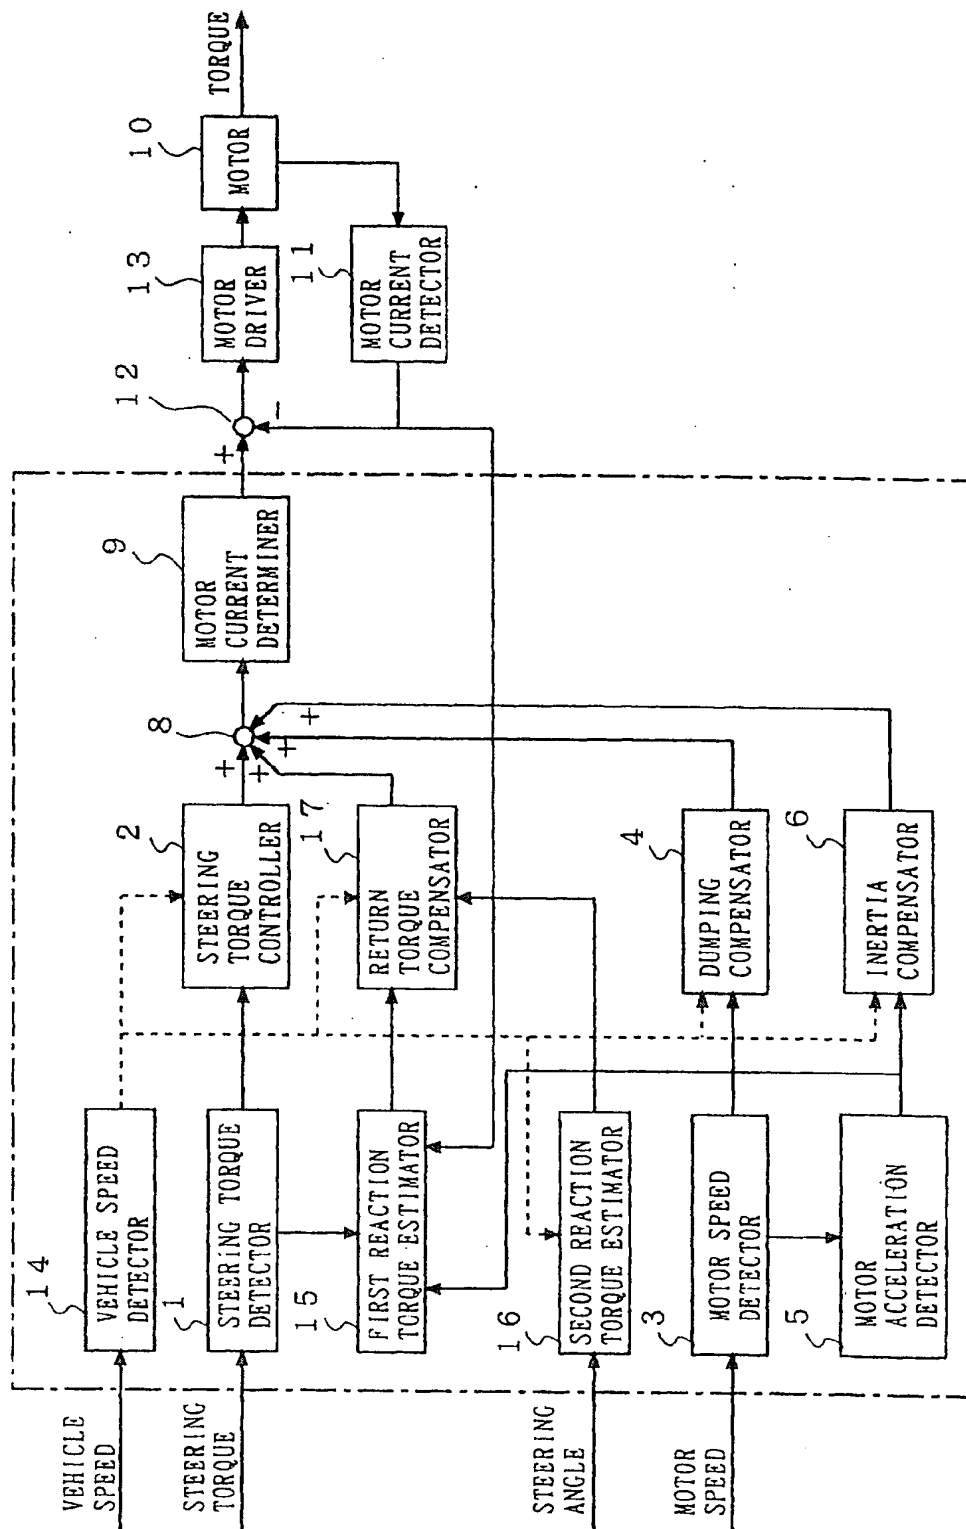 VEHICLE
SPEED
14
VEHICLE SPEED
DETECTOR
STEERING
TORQUE
1
STEERING TORQUE
DETECTOR
2
STEERING
TORQUE
CONTROLLER
+
+
+
+
8
9
MOTOR
CURRENT
DETERMINER
+
-
12
13
MOTOR
DRIVER
10
MOTOR
TORQUE
11
MOTOR
CURRENT
DETECTOR
15
FIRST REACTION
TORQUE ESTIMATOR
17
RETURN
TORQUE
COMPENSATOR
STEERING
ANGLE
16
SECOND REACTION
TORQUE ESTIMATOR
MOTOR
SPEED
3
MOTOR SPEED
DETECTOR
4
DUMPING
COMPENSATOR
5
MOTOR
ACCELERATION
DETECTOR
6
INERTIA
COMPENSATOR